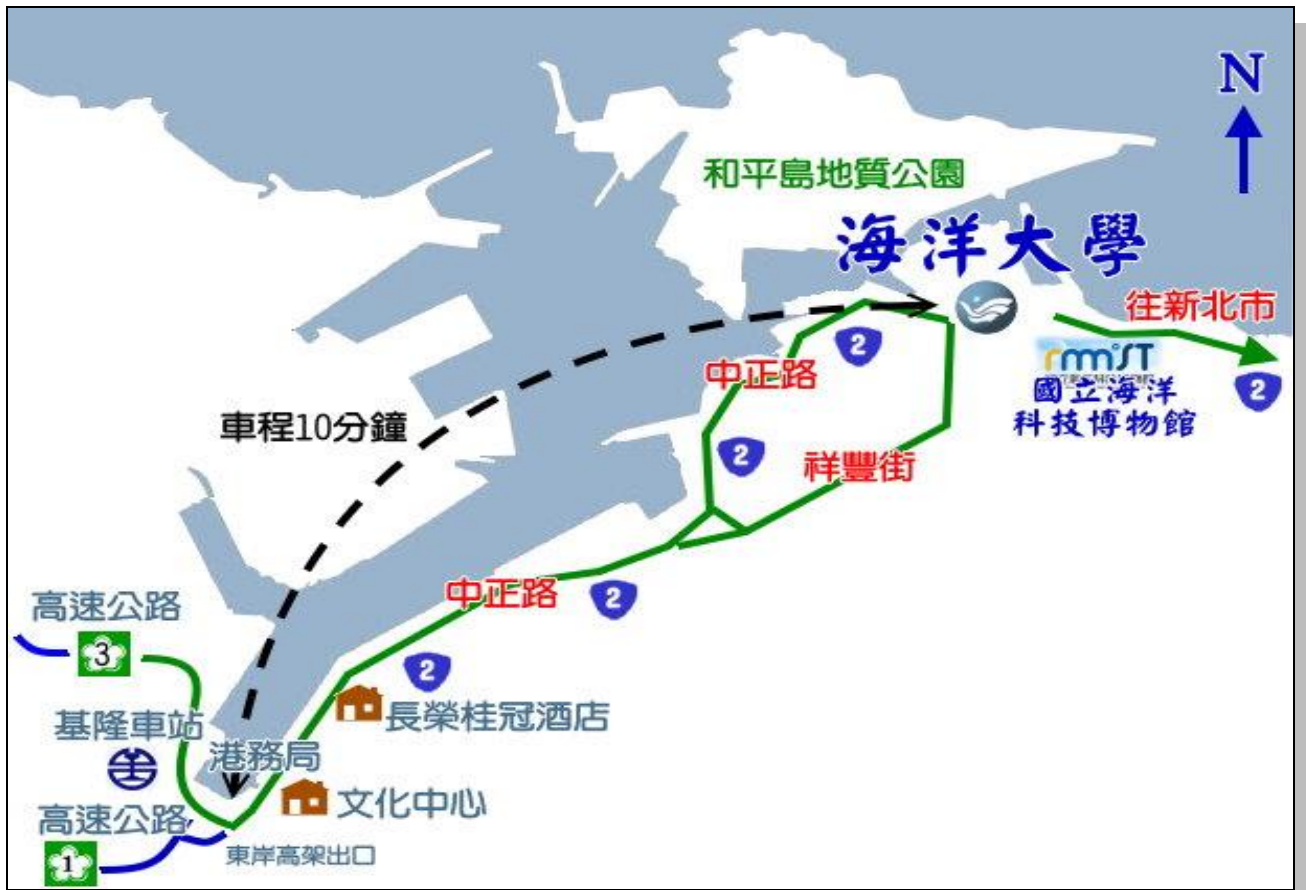 N
和平島地質公園
海洋大學
往新北市
2
中正路
2
rmmiST
國立海洋
科技博物館
2
祥豐街
車程10分鐘
中正路
2
高速公路
3
2
基隆車站
長榮桂冠酒店
港務局
文化中心
高速公路
東岸高架出口
1